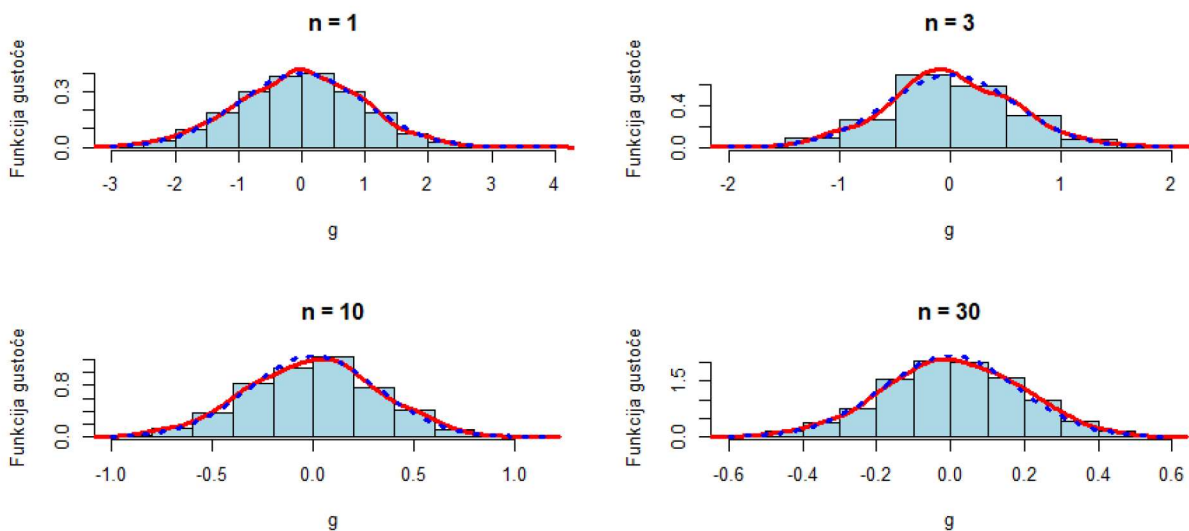 n = 1
Funkcija gustoće
0.0 0.3
-3 -2 -1 0 1 2 3 4
g
n = 3
Funkcija gustoće
0.0 0.4
-2 -1 0 1 2
g
n = 10
Funkcija gustoće
0.0 0.8
-1.0 -0.5 0.0 0.5 1.0
g
n = 30
Funkcija gustoće
0.0 1.5
-0.6 -0.4 -0.2 0.0 0.2 0.4 0.6
g